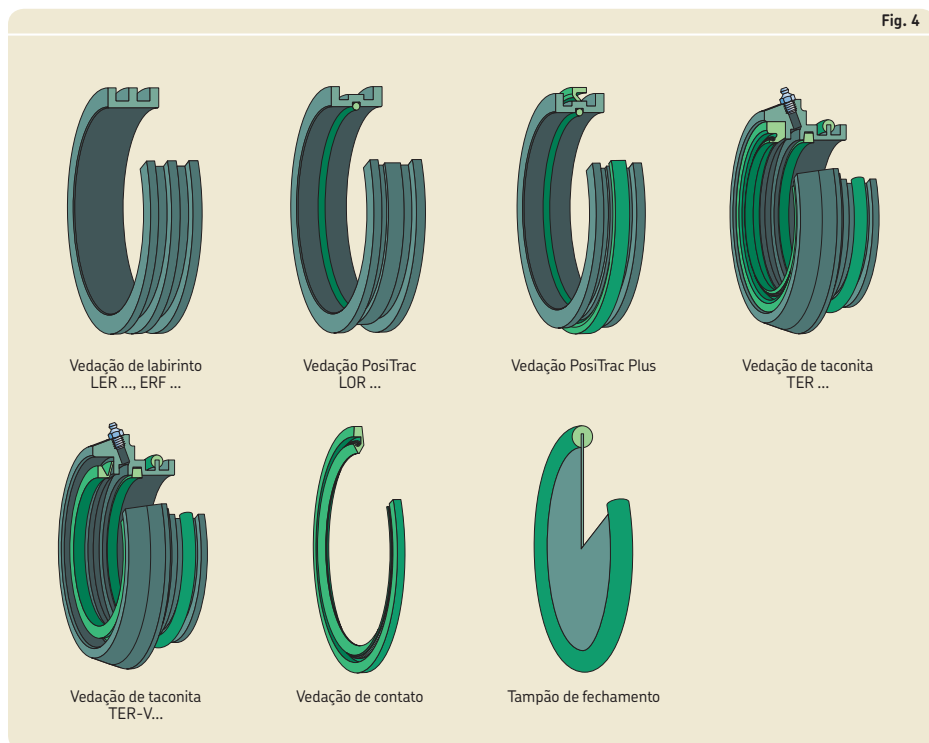 Fig. 4
Vedação de labirinto
LER ..., ERF ...
Vedação PosiTrac
LOR ...
Vedação PosiTrac Plus
Vedação de taconita
TER ...
Vedação de taconita
TER-V...
Vedação de contato
Tampão de fechamento